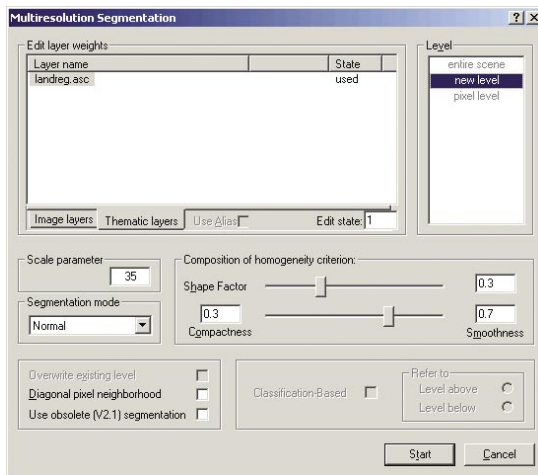 Multiresolution Segmentation
Edit layer weights
Layer name State
landreg.asc used
Image layers Thematic layers Use Alias Edit state: 1
Level
entire scene
new level
pixel level
Scale parameter
35
Segmentation mode
Normal
Composition of homogeneity criterion:
Shape Factor 0.3
0.3 0.7
Compactness Smoothness
Overwrite existing level
Diagonal pixel neighborhood
Use obsolete (V2.1) segmentation
Classification-Based
Refer to
Level above
Level below
Start Cancel